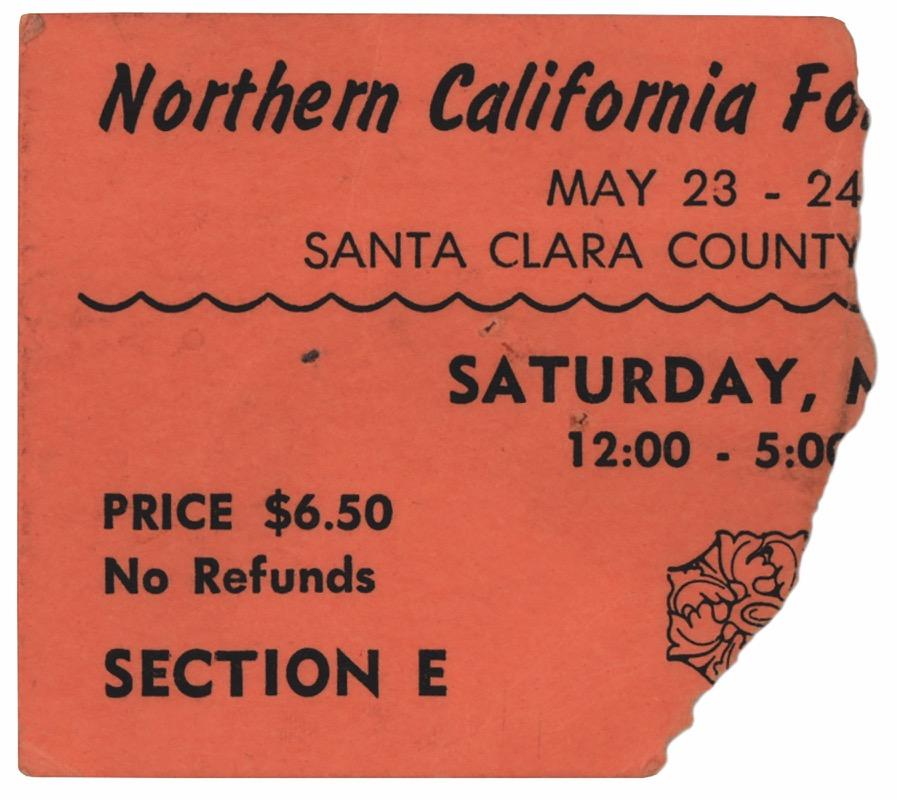 Northern California Fo
MAY 23 - 24
SANTA CLARA COUNTY
SATURDAY, M
12:00 - 5:00
PRICE $6.50
No Refunds
SECTION E